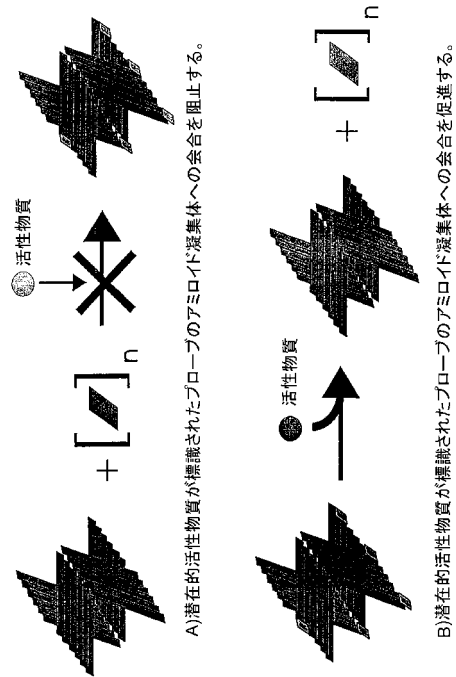 活性物質
+ [ ]n
A)潜在的活性物質が標識されたプローブのアミロイド凝集体への会合を阻止する。
活性物質
+ [ ]n
B)潜在的活性物質が標識されたプローブのアミロイド凝集体への会合を促進する。